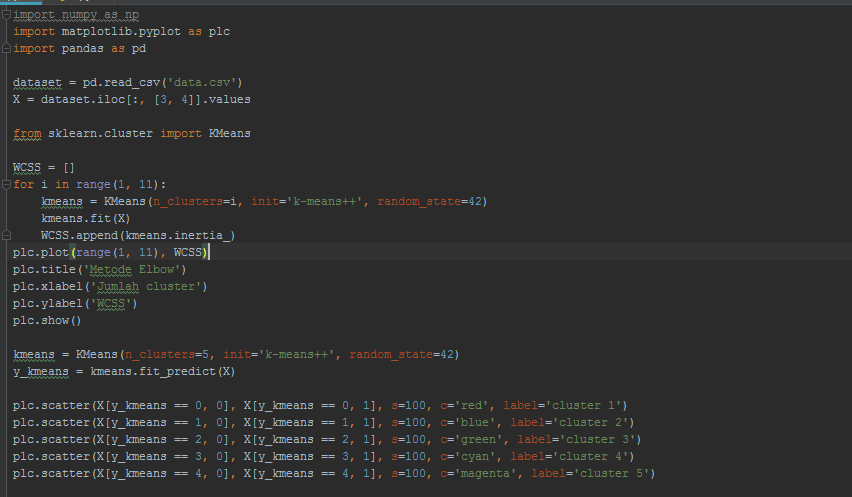 import numpy as np
import matplotlib.pyplot as plc
import pandas as pd

dataset = pd.read_csv('data.csv')
X = dataset.iloc[:, [3, 4]].values

from sklearn.cluster import KMeans

WCSS = []
for i in range(1, 11):
    kmeans = KMeans(n_clusters=i, init='k-means++', random_state=42)
    kmeans.fit(X)
    WCSS.append(kmeans.inertia_)
plc.plot(range(1, 11), WCSS)
plc.title('Metode Elbow')
plc.xlabel('Jumlah cluster')
plc.ylabel('WCSS')
plc.show()

kmeans = KMeans(n_clusters=5, init='k-means++', random_state=42)
y_kmeans = kmeans.fit_predict(X)

plc.scatter(X[y_kmeans == 0, 0], X[y_kmeans == 0, 1], s=100, c='red', label='cluster 1')
plc.scatter(X[y_kmeans == 1, 0], X[y_kmeans == 1, 1], s=100, c='blue', label='cluster 2')
plc.scatter(X[y_kmeans == 2, 0], X[y_kmeans == 2, 1], s=100, c='green', label='cluster 3')
plc.scatter(X[y_kmeans == 3, 0], X[y_kmeans == 3, 1], s=100, c='cyan', label='cluster 4')
plc.scatter(X[y_kmeans == 4, 0], X[y_kmeans == 4, 1], s=100, c='magenta', label='cluster 5')